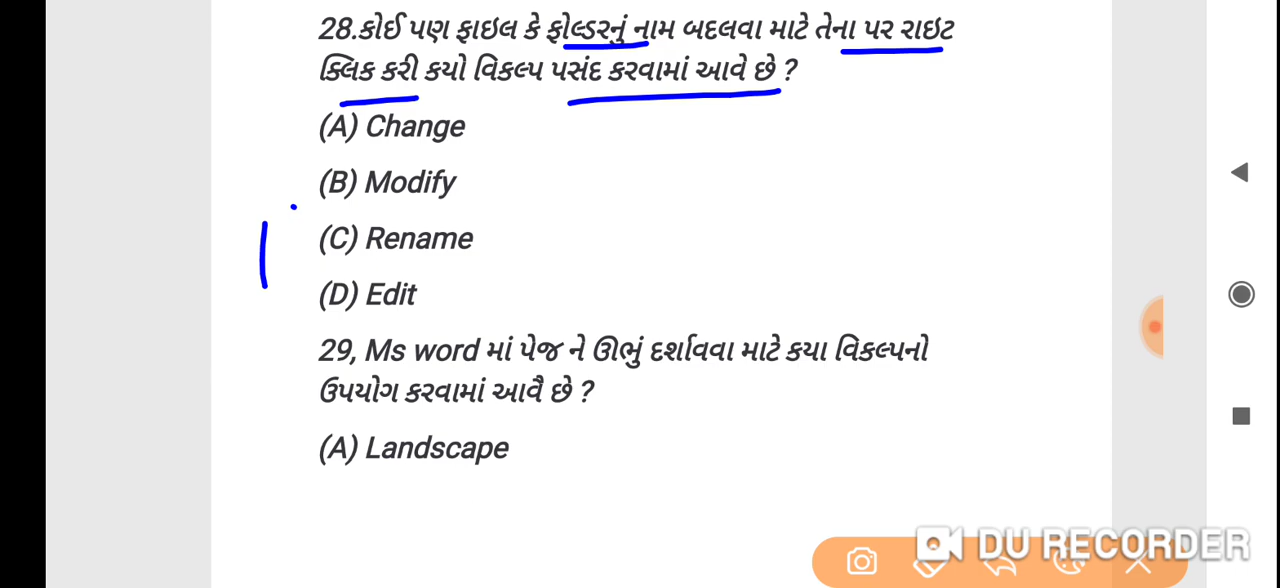 28.કોઈ પણ ફાઇલ કે ફોલ્ડરનું નામ બદલવા માટે તેના પર રાઇટ
ક્લિક કરી કયો વિકલ્પ પસંદ કરવામાં આવે છે ?
(A) Change
(B) Modify
(C) Rename
(D) Edit
29, Ms word માં પેજ ને ઊભું દર્શાવવા માટે કયા વિકલ્પનો
ઉપયોગ કરવામાં આવૈ છે ?
(A) Landscape
DU RECORDER